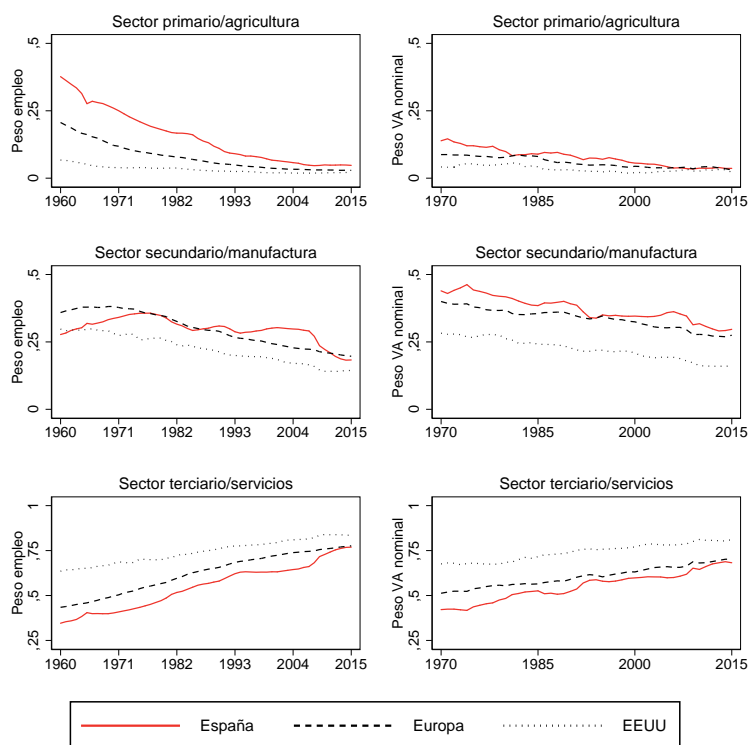 Sector primario/agricultura
Peso empleo
,5
,25
0
1960 1971 1982 1993 2004 2015
Sector primario/agricultura
Peso VA nominal
,5
,25
0
1970 1985 2000 2015
Sector secundario/manufactura
Peso empleo
,5
,25
0
1960 1971 1982 1993 2004 2015
Sector secundario/manufactura
Peso VA nominal
,5
,25
0
1970 1985 2000 2015
Sector terciario/servicios
Peso empleo
1
,75
,5
,25
1960 1971 1982 1993 2004 2015
Sector terciario/servicios
Peso VA nominal
1
,75
,5
,25
1970 1985 2000 2015
España Europa EEUU